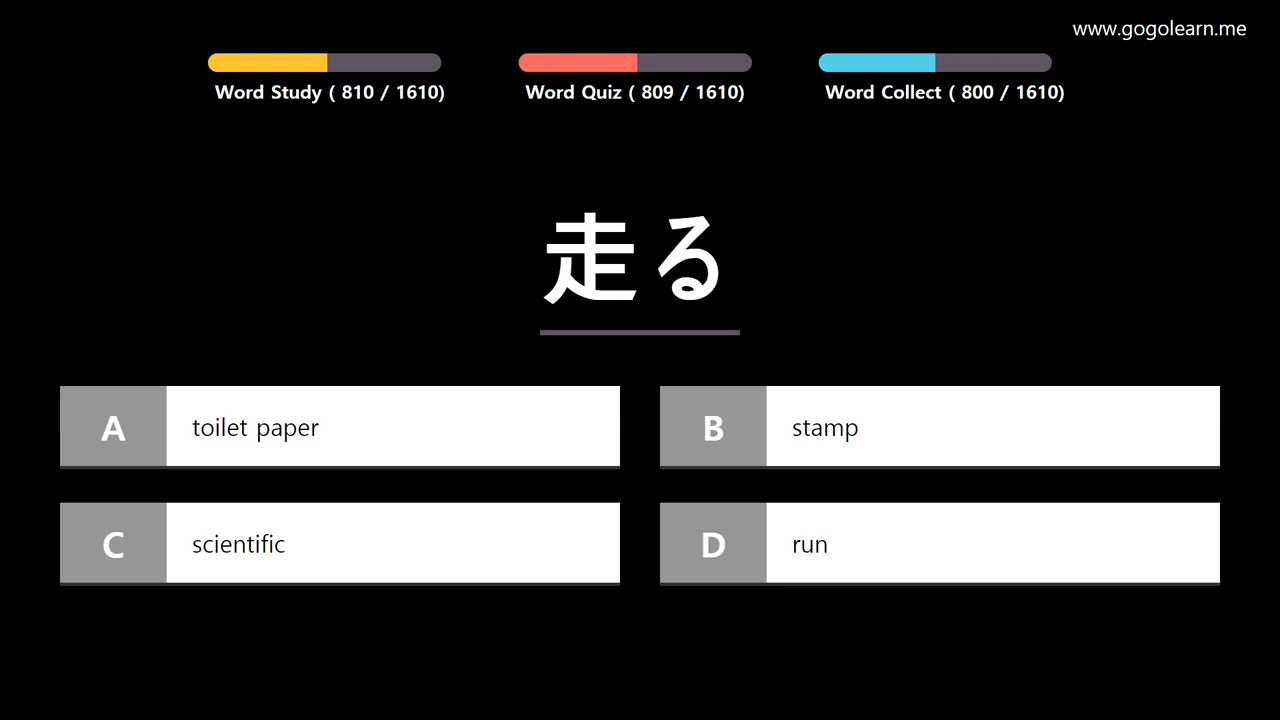 www.gogolearn.me
Word Study ( 810 / 1610)
Word Quiz ( 809 / 1610)
Word Collect ( 800 / 1610)
走る
A toilet paper
B stamp
C scientific
D run